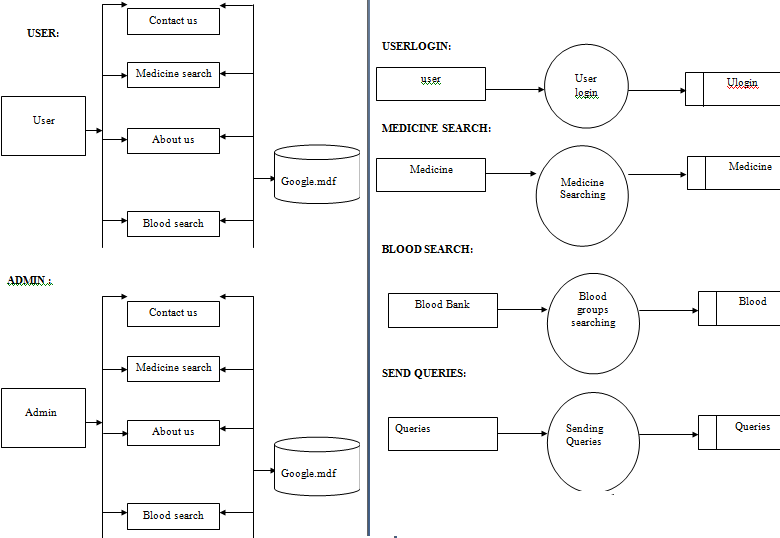 USER:
Contact us
Medicine search
User
About us
Google.mdf
Blood search
ADMIN :
Contact us
Medicine search
Admin
About us
Google.mdf
Blood search
USERLOGIN:
user
User
login
Ulogin
MEDICINE SEARCH:
Medicine
Medicine
Searching
Medicine
BLOOD SEARCH:
Blood Bank
Blood
groups
searching
Blood
SEND QUERIES:
Queries
Sending
Queries
Queries